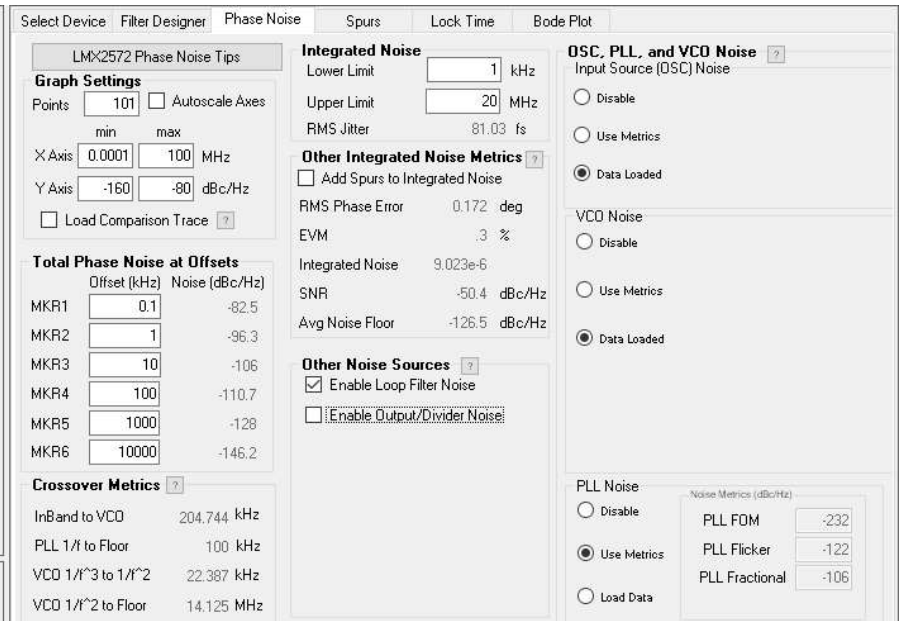 Select Device Filter Designer Phase Noise Spurs Lock Time Bode Plot
LMX2572 Phase Noise Tips
Graph Settings
Points 101 Autoscale Axes
min max
X Axis 0.0001 100 MHz
Y Axis -160 -80 dBc/Hz
Load Comparison Trace ?
Total Phase Noise at Offsets
Offset (kHz) Noise (dBc/Hz)
MKR1 0.1 -82.5
MKR2 1 -96.3
MKR3 10 -106
MKR4 100 -110.7
MKR5 1000 -128
MKR6 10000 -146.2
Crossover Metrics ?
InBand to VCO 204.744 kHz
PLL 1/f to Floor 100 kHz
VCO 1/f^3 to 1/f^2 22.387 kHz
VCO 1/f^2 to Floor 14.125 MHz
Integrated Noise
Lower Limit 1 kHz
Upper Limit 20 MHz
RMS Jitter 81.03 fs
Other Integrated Noise Metrics ?
Add Spurs to Integrated Noise
RMS Phase Error 0.172 deg
EVM .3 %
Integrated Noise 9.023e-6
SNR -50.4 dBc/Hz
Avg Noise Floor -126.5 dBc/Hz
Other Noise Sources ?
Enable Loop Filter Noise
Enable Output/Divider Noise
OSC, PLL, and VCO Noise ?
Input Source (OSC) Noise
Disable
Use Metrics
Data Loaded
VCO Noise
Disable
Use Metrics
Data Loaded
PLL Noise
Disable
Use Metrics
Load Data
Noise Metrics (dBc/Hz)
PLL FOM -232
PLL Flicker -122
PLL Fractional -106